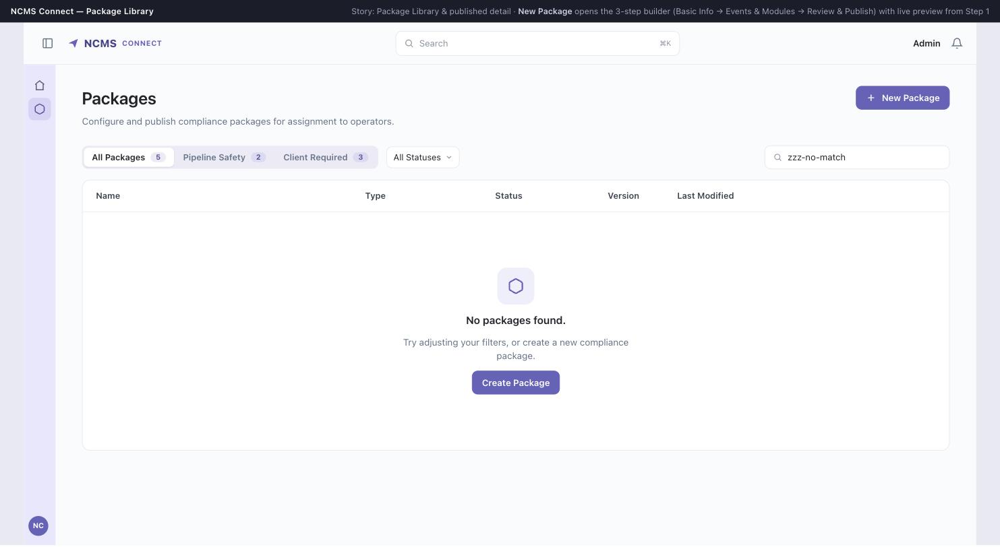 NCMS Connect — Package Library
Story: Package Library & published detail · New Package opens the 3-step builder (Basic Info → Events & Modules → Review & Publish) with live preview from Step 1
NCMS CONNECT
Search ⌘K
Admin
Packages
New Package
Configure and publish compliance packages for assignment to operators.
All Packages 5 Pipeline Safety 2 Client Required 3 All Statuses zzz-no-match
Name Type Status Version Last Modified
No packages found.
Try adjusting your filters, or create a new compliance
package.
Create Package
NC